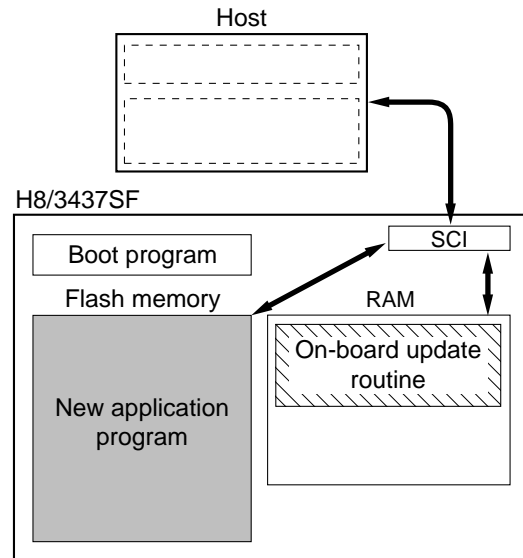 Host
H8/3437SF
SCI
Boot program
Flash memory
RAM
On-board update
routine
New application
program